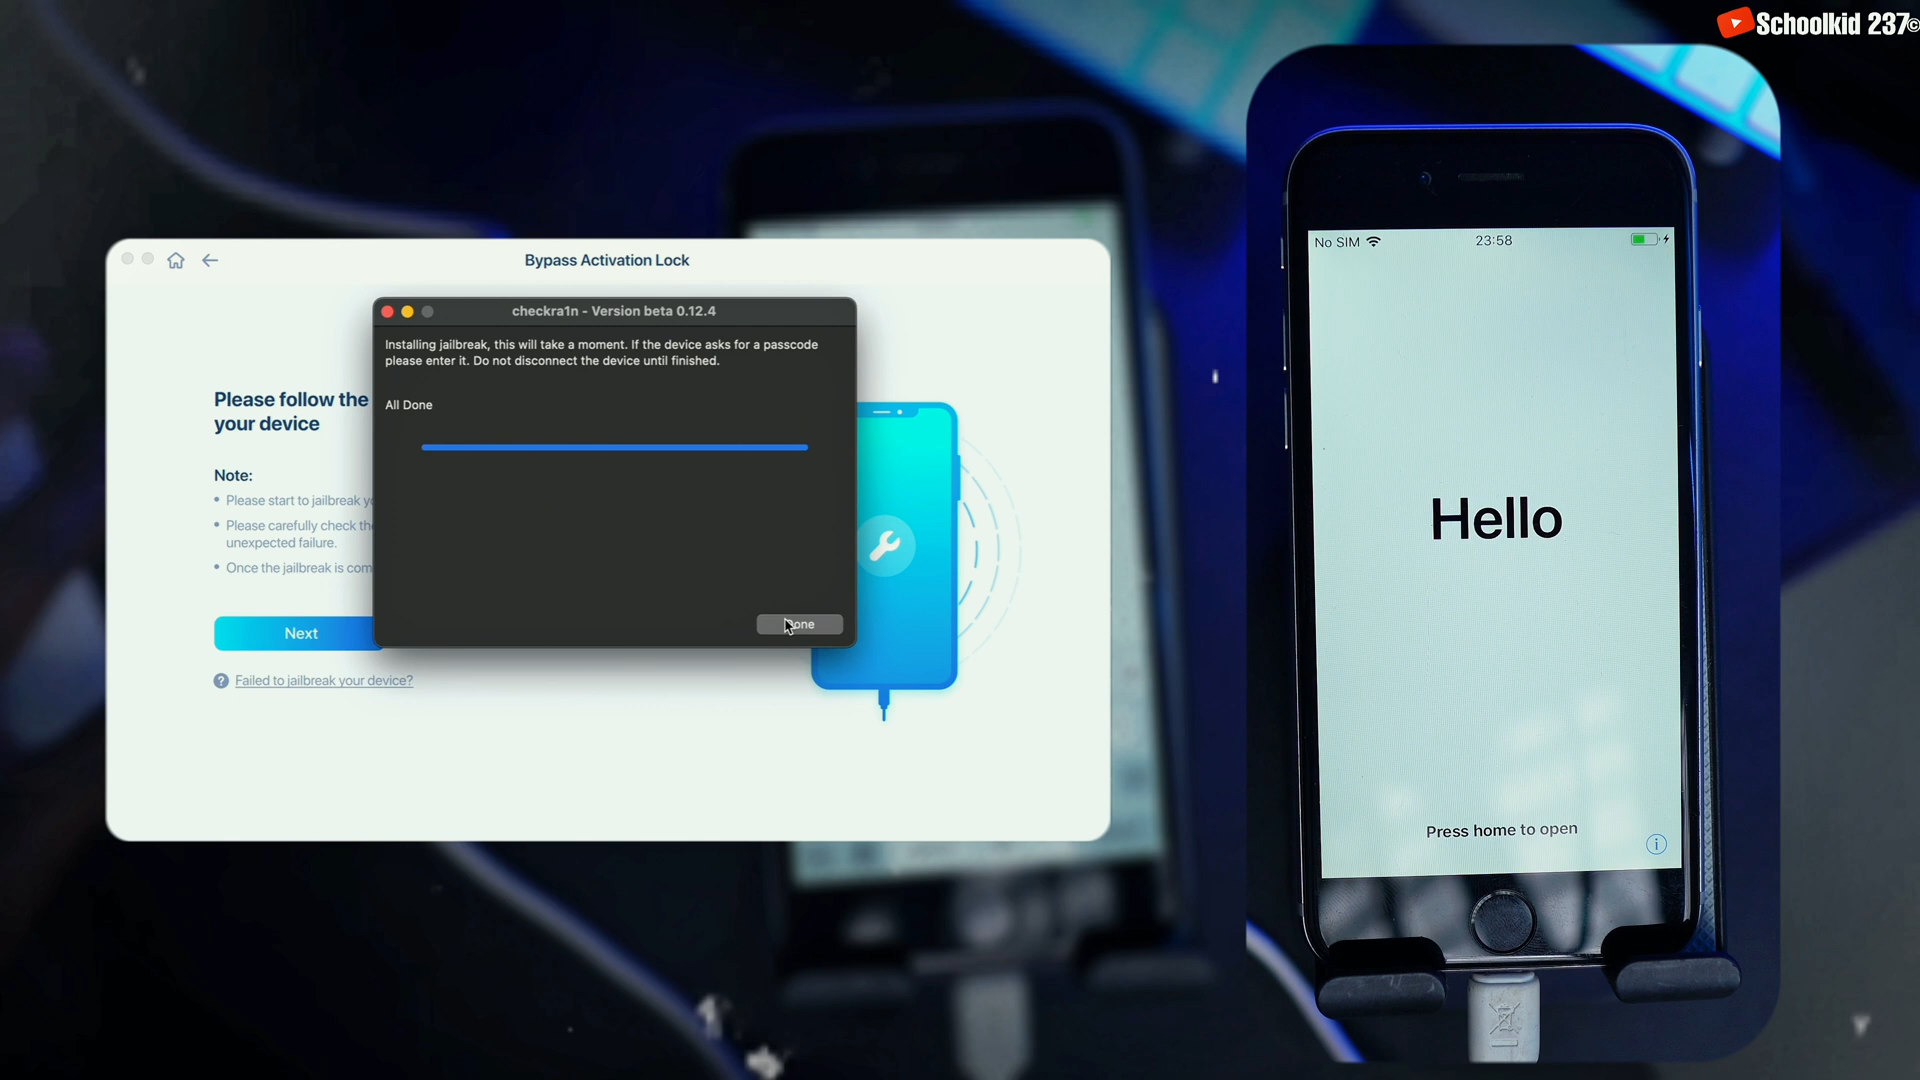 Schoolkid 237©
Bypass Activation Lock
checkra1n - Version beta 0.12.4
Installing jailbreak, this will take a moment. If the device asks for a passcode
please enter it. Do not disconnect the device until finished.
All Done
Please follow the
your device
Note:
• Please start to jailbreak
• Please carefully check
unexpected failure.
• Once the jailbreak is
Next
Done
? Failed to jailbreak your device?
No SIM
23:58
Hello
Press home to open
i